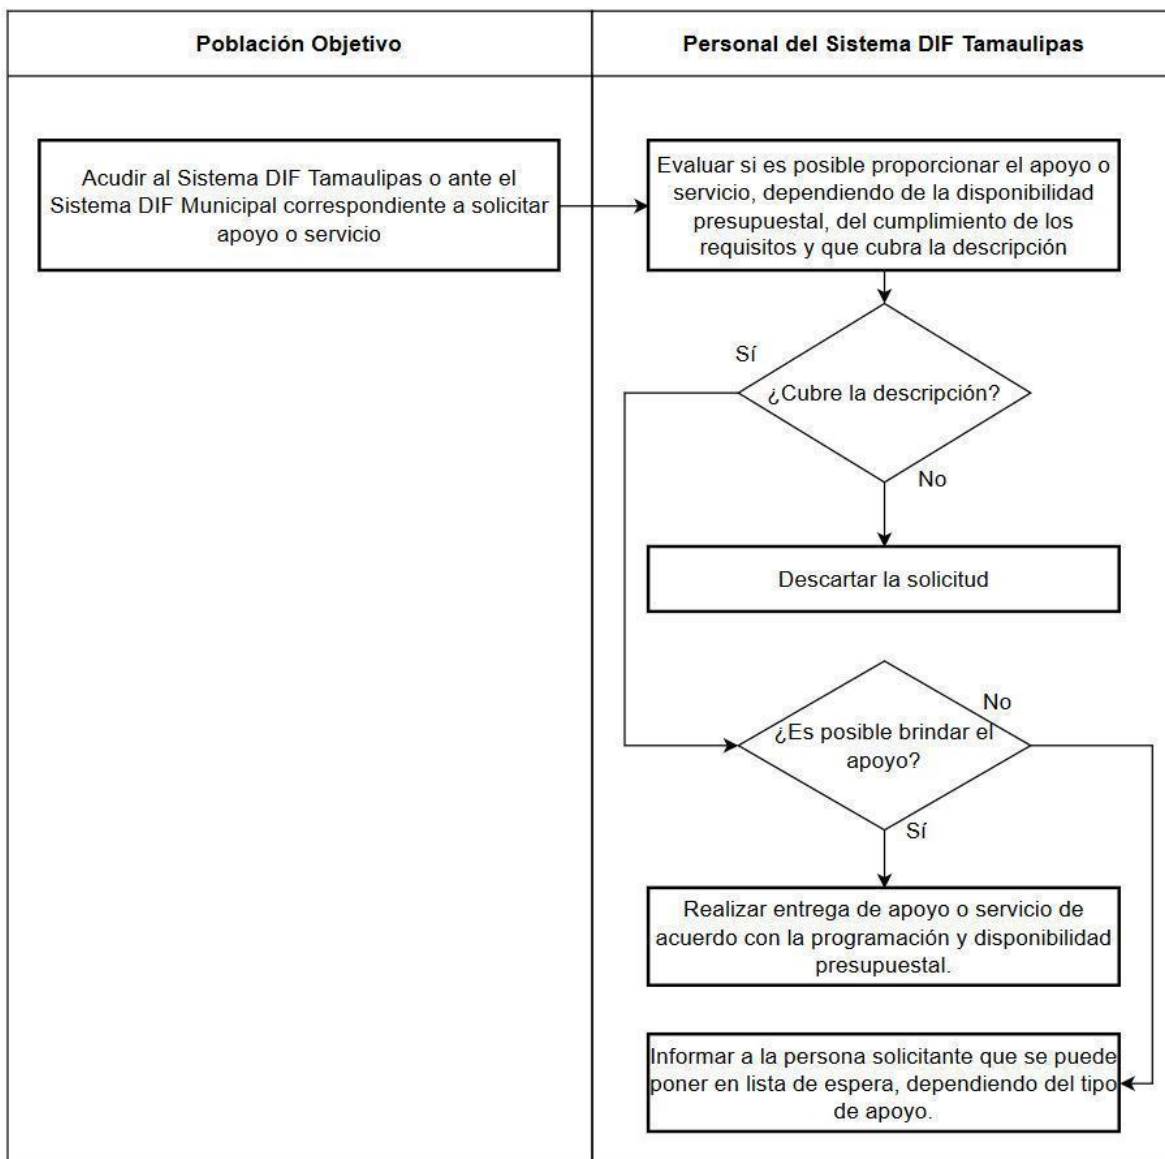 Población Objetivo
Personal del Sistema DIF Tamaulipas
Acudir al Sistema DIF Tamaulipas o ante el
Sistema DIF Municipal correspondiente a solicitar
apoyo o servicio
Evaluar si es posible proporcionar el apoyo o
servicio, dependiendo de la disponibilidad
presupuestal, del cumplimiento de los
requisitos y que cubra la descripción
Sí
¿Cubre la descripción?
No
Descartar la solicitud
No
¿Es posible brindar el
apoyo?
Sí
Realizar entrega de apoyo o servicio de
acuerdo con la programación y disponibilidad
presupuestal.
Informar a la persona solicitante que se puede
poner en lista de espera, dependiendo del tipo
de apoyo.